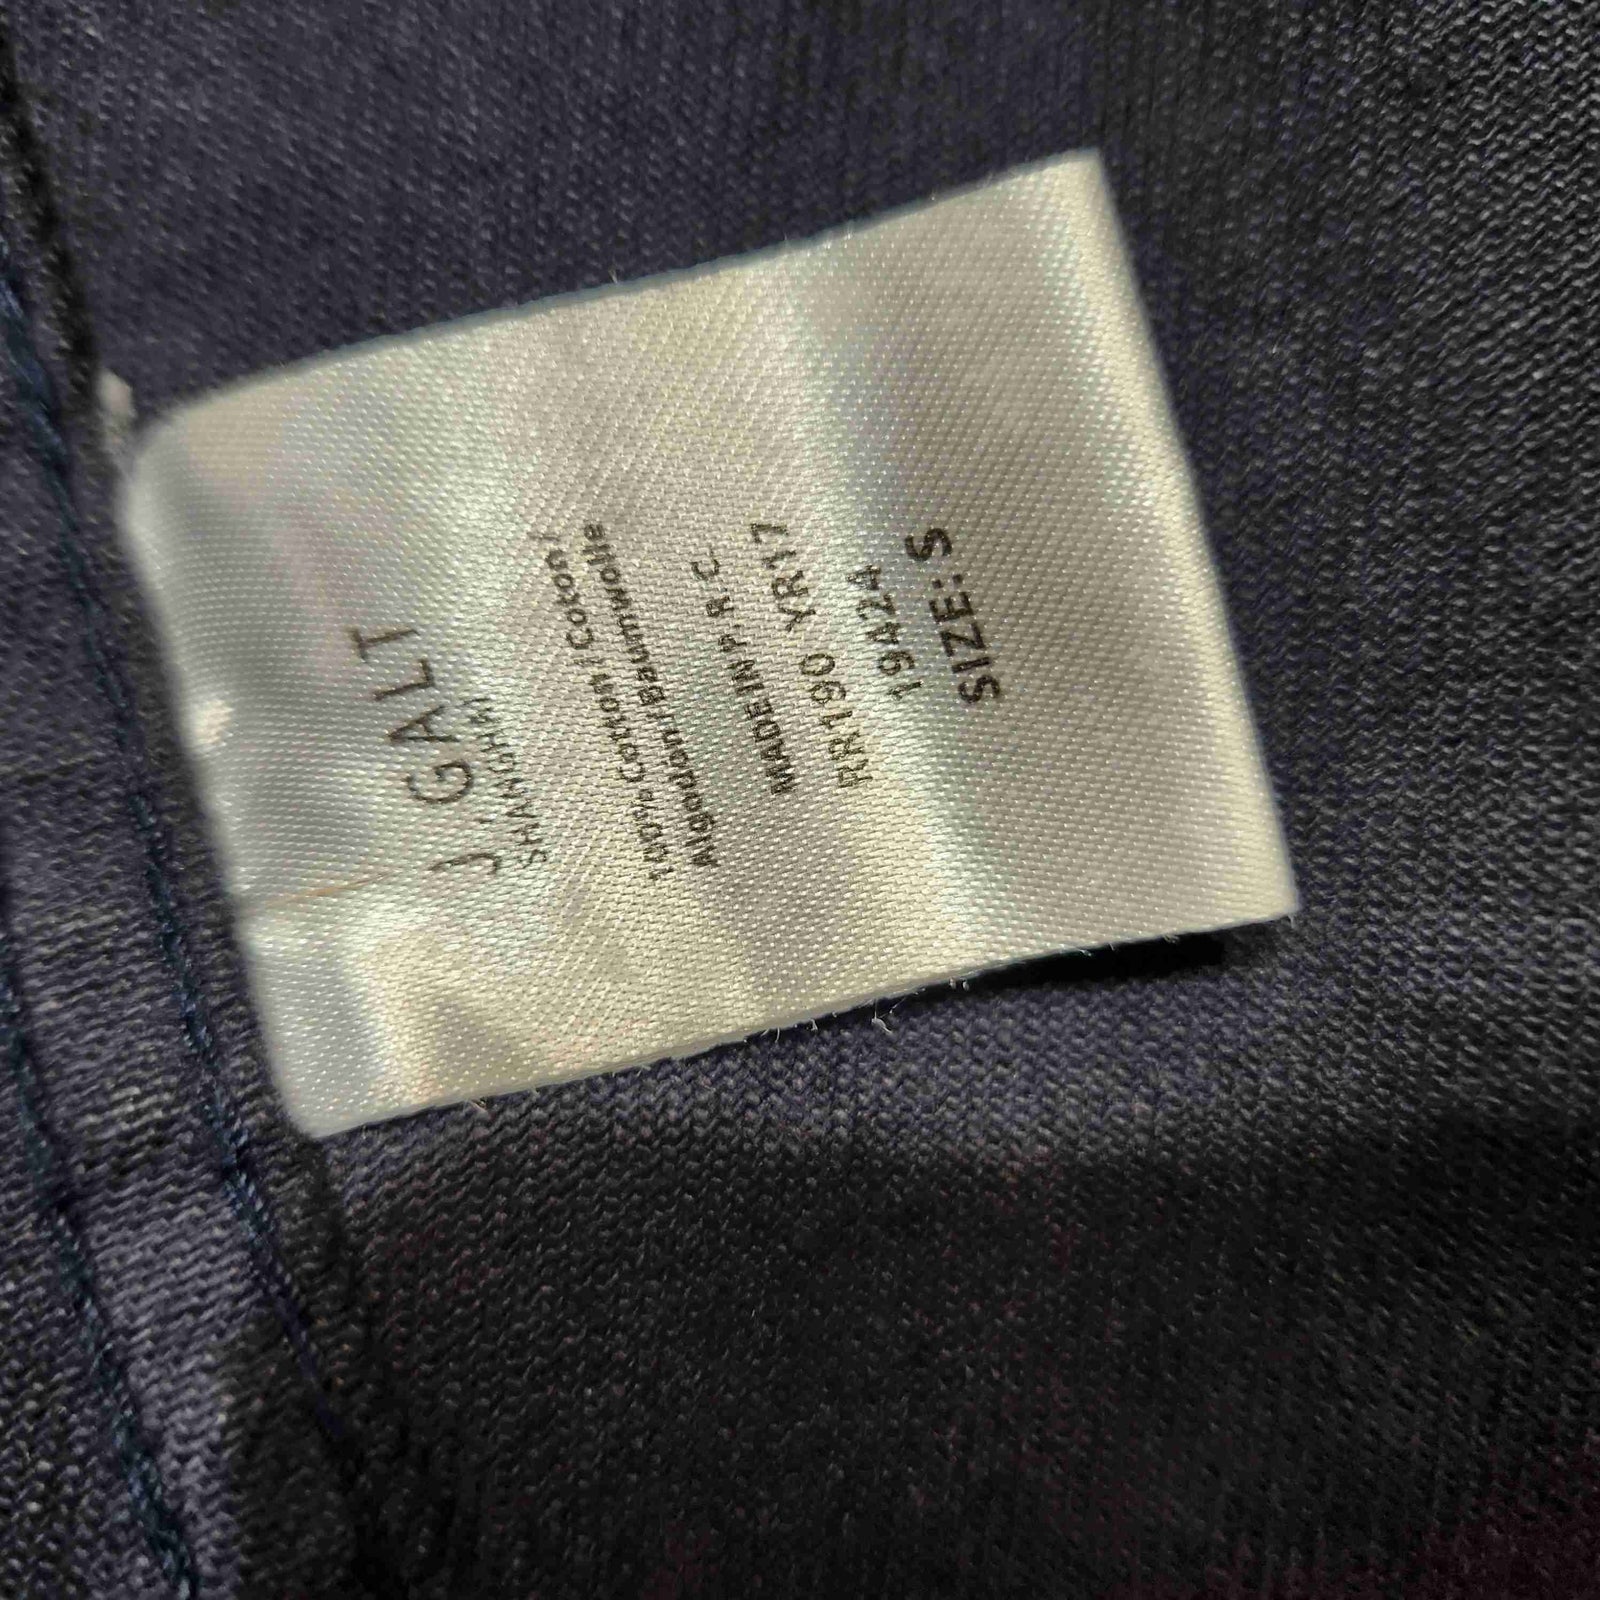 J. GALT
SHANGHAI
100% Cotton / Coton /
Algodon / Baumwolle
MADE IN P. R. C.
RR190 YR17
19424
SIZE: S